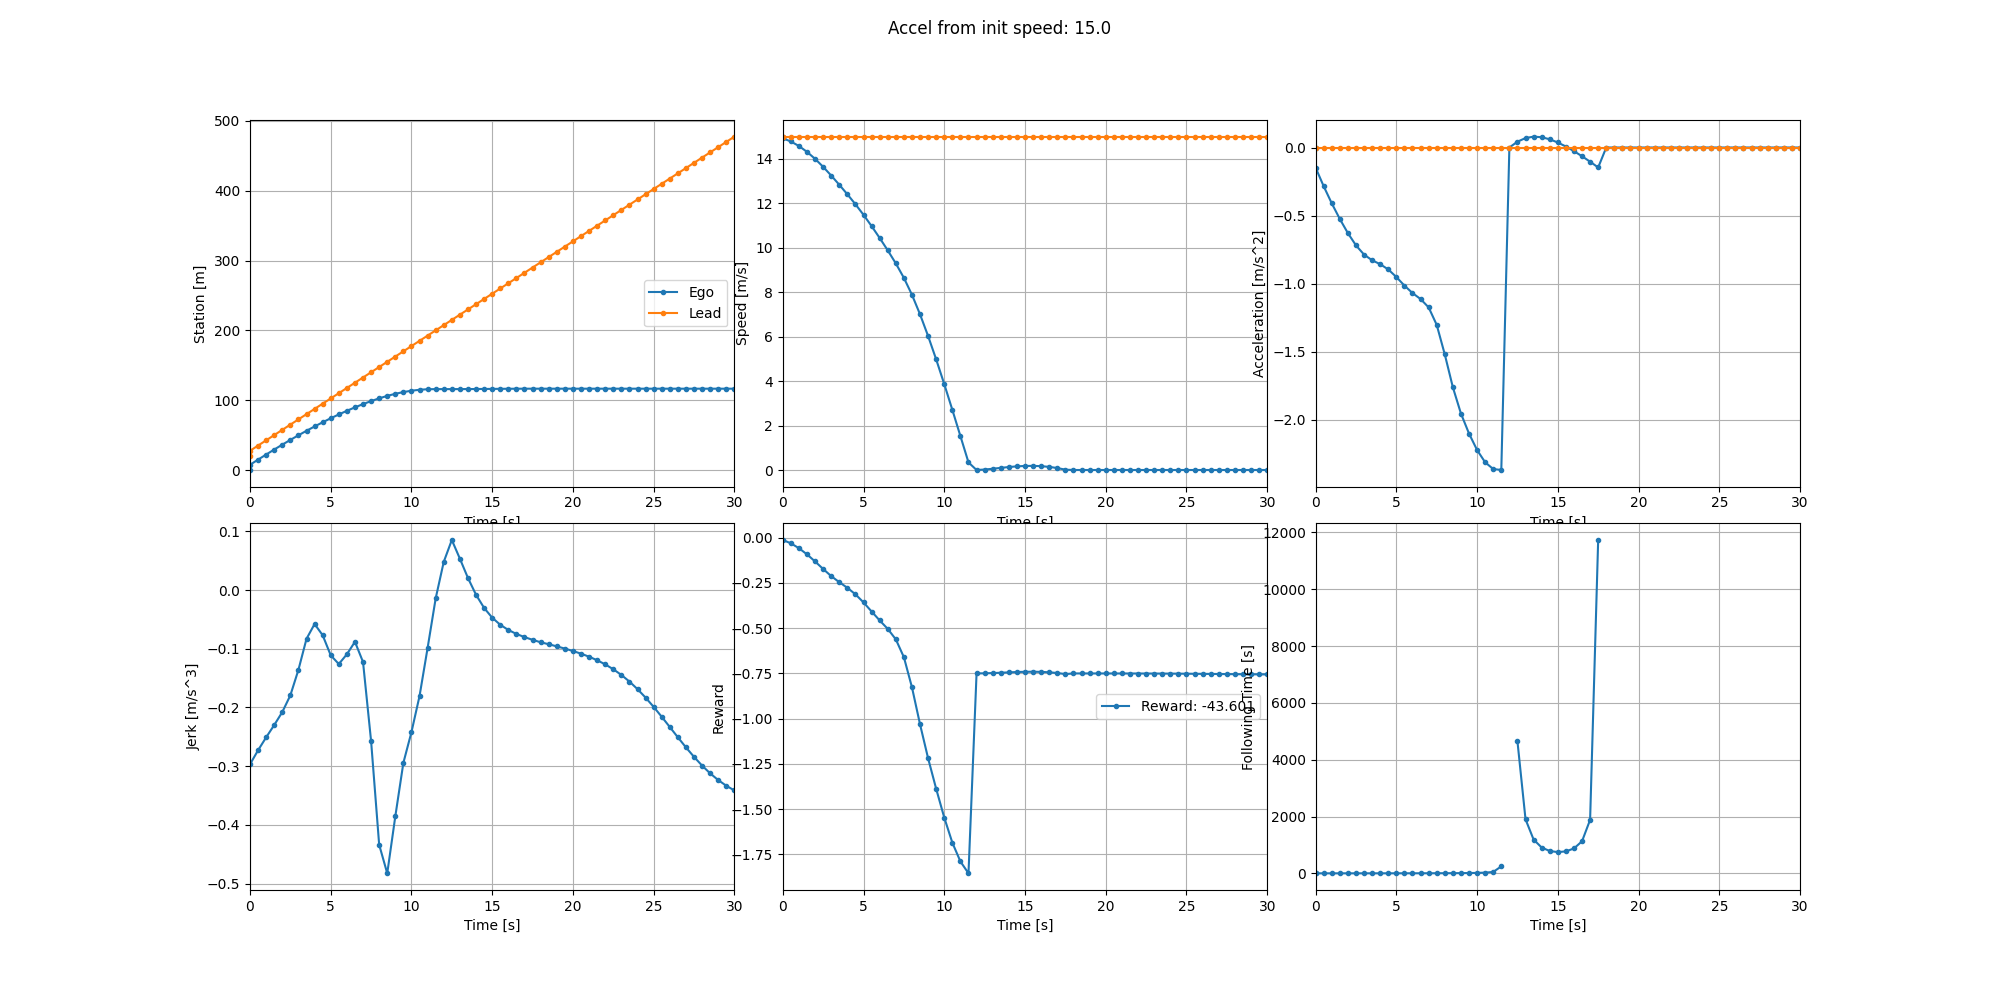 Accel from init speed: 15.0
Station [m]
500
400
300
200
100
0
0 5 10 15 20 25 30
Time [s]
Ego
Lead
Speed [m/s]
14
12
10
8
6
4
2
0
0 5 10 15 20 25 30
Time [s]
Acceleration [m/s^2]
0.0
−0.5
−1.0
−1.5
−2.0
0 5 10 15 20 25 30
Time [s]
Jerk [m/s^3]
0.1
0.0
−0.1
−0.2
−0.3
−0.4
−0.5
0 5 10 15 20 25 30
Time [s]
Reward
0.00
−0.25
−0.50
−0.75
−1.00
−1.25
−1.50
−1.75
0 5 10 15 20 25 30
Time [s]
Reward: -43.601
Following Time [s]
12000
10000
8000
6000
4000
2000
0
0 5 10 15 20 25 30
Time [s]